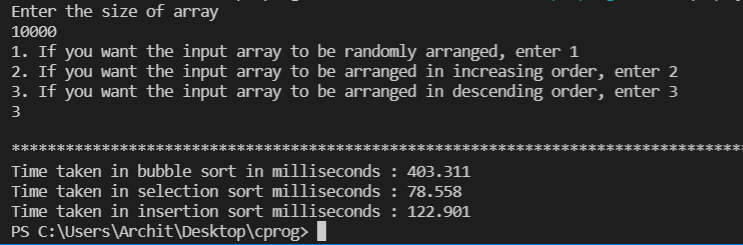 Enter the size of array
10000
1. If you want the input array to be randomly arranged, enter 1
2. If you want the input array to be arranged in increasing order, enter 2
3. If you want the input array to be arranged in descending order, enter 3
3
*********************************************************************************
Time taken in bubble sort in milliseconds : 403.311
Time taken in selection sort milliseconds : 78.558
Time taken in insertion sort milliseconds : 122.901
PS C:\Users\Archit\Desktop\cprog>